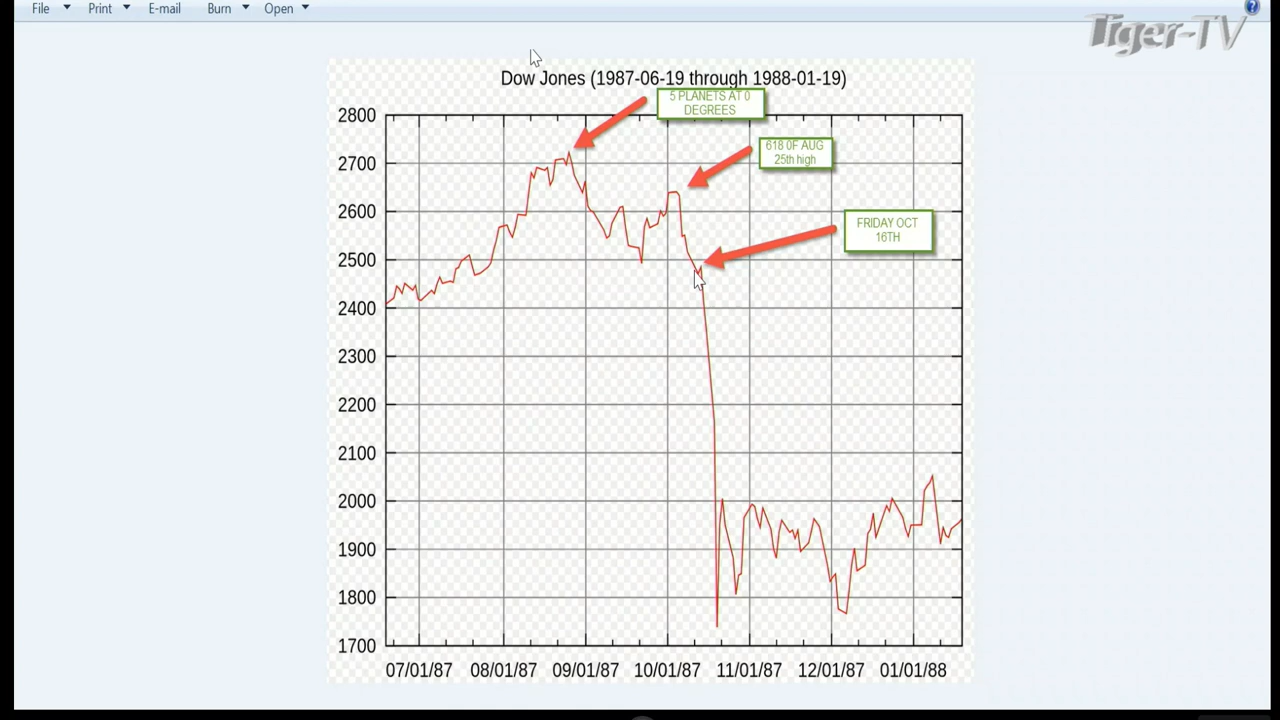 File Print E-mail Burn Open
Tiger-TV
Dow Jones (1987-06-19 through 1988-01-19)
5 PLANETS AT 0
DEGREES
618 0F AUG
25th high
FRIDAY OCT
16TH
2800
2700
2600
2500
2400
2300
2200
2100
2000
1900
1800
1700
07/01/87 08/01/87 09/01/87 10/01/87 11/01/87 12/01/87 01/01/88